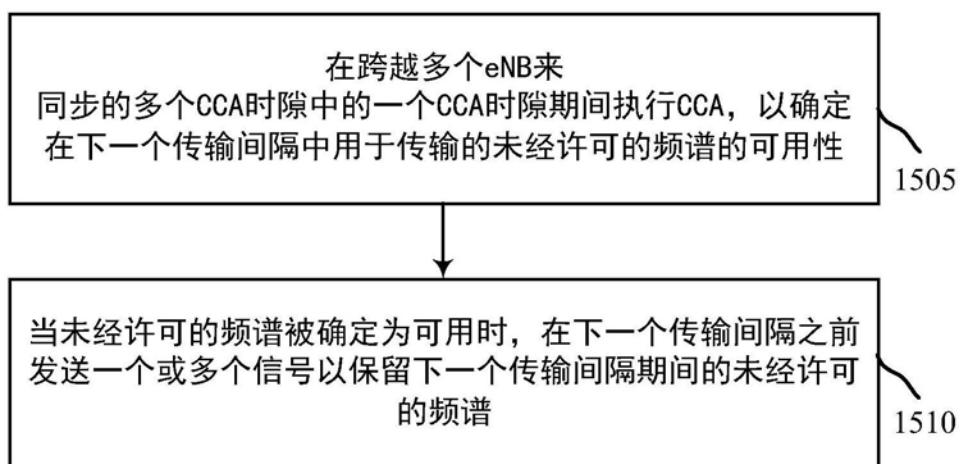 在跨越多个eNB来
同步的多个CCA时隙中的一个CCA时隙期间执行CCA，以确定
在下一个传输间隔中用于传输的未经许可的频谱的可用性
1505
当未经许可的频谱被确定为可用时，在下一个传输间隔之前
发送一个或多个信号以保留下一个传输间隔期间的未经许可
的频谱
1510